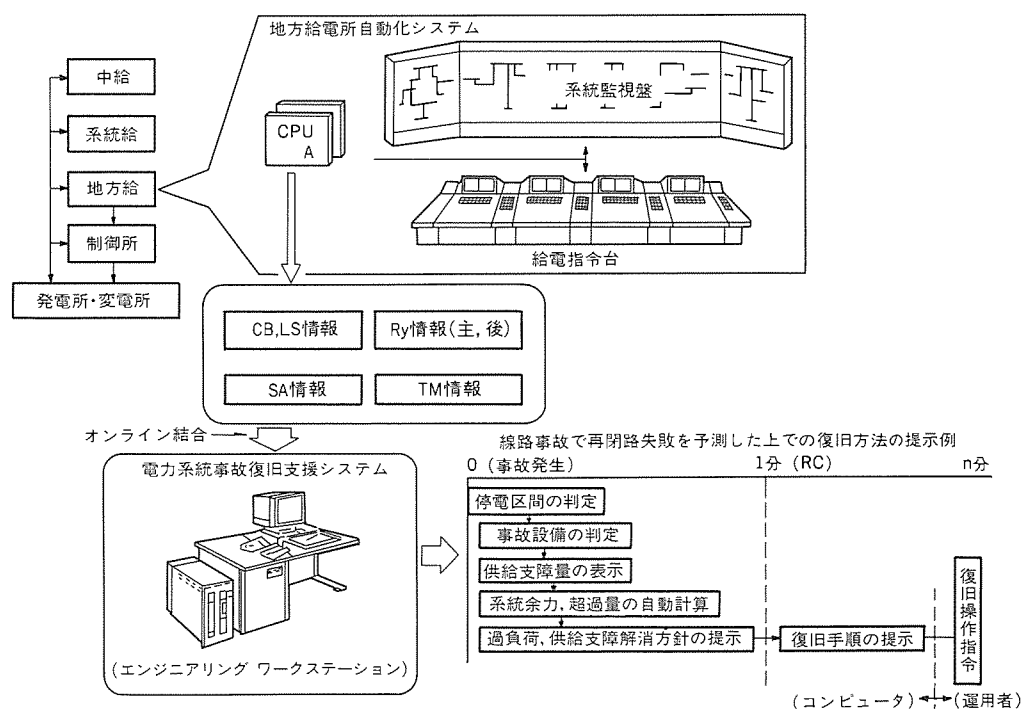 地方給電所自動化システム
中給
系統給
地方給
制御所
発電所・変電所
CPU
A
系統監視盤
給電指令台
CB,LS情報
Ry情報(主,後)
SA情報
TM情報
オンライン結合
電力系統事故復旧支援システム
(エンジニアリング ワークステーション)
線路事故で再閉路失敗を予測した上での復旧方法の提示例
0 (事故発生)
1分 (RC)
n分
停電区間の判定
事故設備の判定
供給支障量の表示
系統余力,超過量の自動計算
過負荷,供給支障解消方針の提示
復旧手順の提示
復旧操作指令
(コンピュータ)
(運用者)